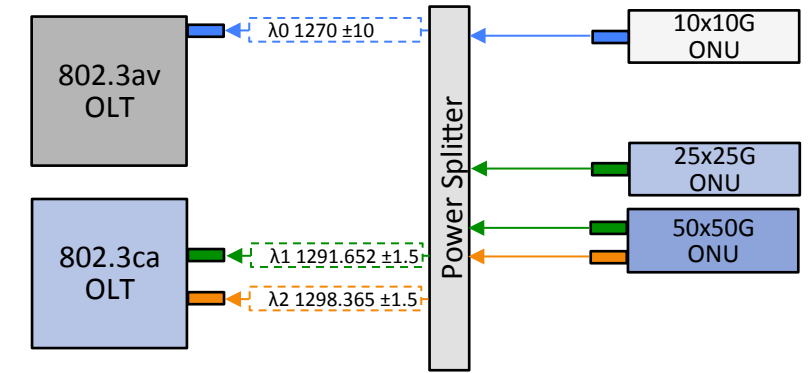 802.3av
OLT
λ0 1270 ±10
10x10G
ONU
Power Splitter
25x25G
ONU
802.3ca
OLT
λ1 1291.652 ±1.5
λ2 1298.365 ±1.5
50x50G
ONU